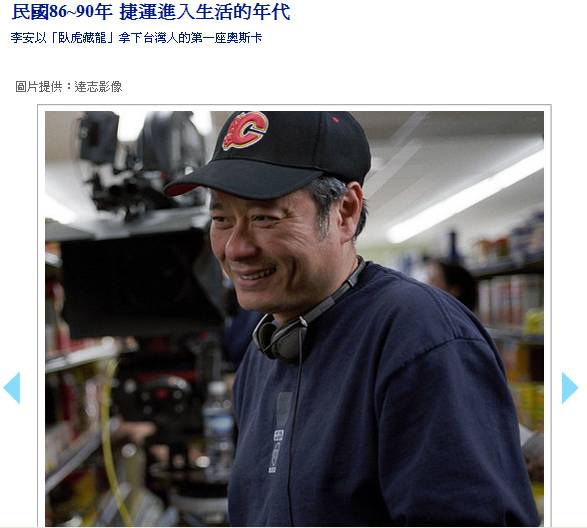 民國86~90年 捷運進入生活的年代
李安以「臥虎藏龍」拿下台灣人的第一座奧斯卡
圖片提供：達志影像
C